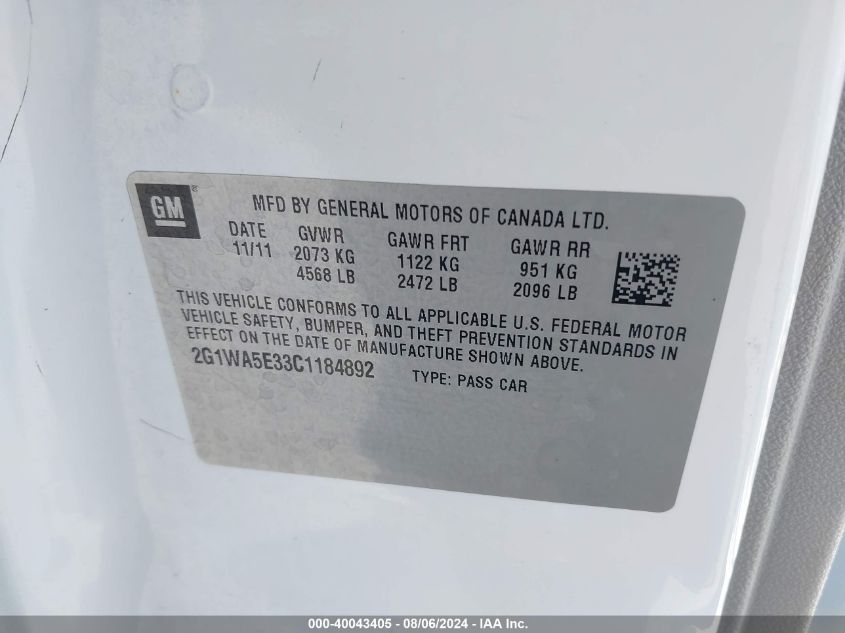 GM ®
MFD BY GENERAL MOTORS OF CANADA LTD.
DATE GVWR GAWR FRT GAWR RR
11/11 2073 KG 1122 KG 951 KG
4568 LB 2472 LB 2096 LB
THIS VEHICLE CONFORMS TO ALL APPLICABLE U.S. FEDERAL MOTOR
VEHICLE SAFETY, BUMPER, AND THEFT PREVENTION STANDARDS IN
EFFECT ON THE DATE OF MANUFACTURE SHOWN ABOVE.
2G1WA5E33C1184892 TYPE: PASS CAR
000-40043405 - 08/06/2024 - IAA Inc.